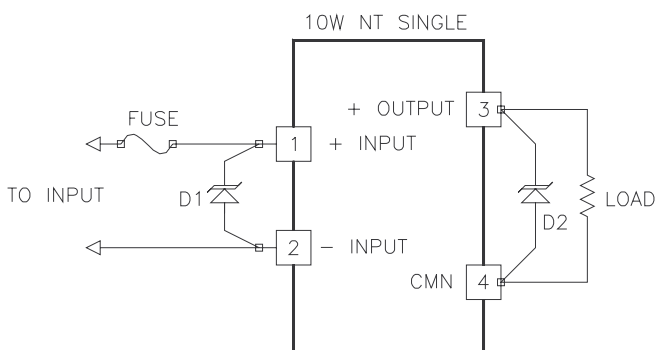 10W NT SINGLE
+ OUTPUT 3
FUSE
1 + INPUT
TO INPUT
D1
D2
LOAD
2 − INPUT
CMN 4